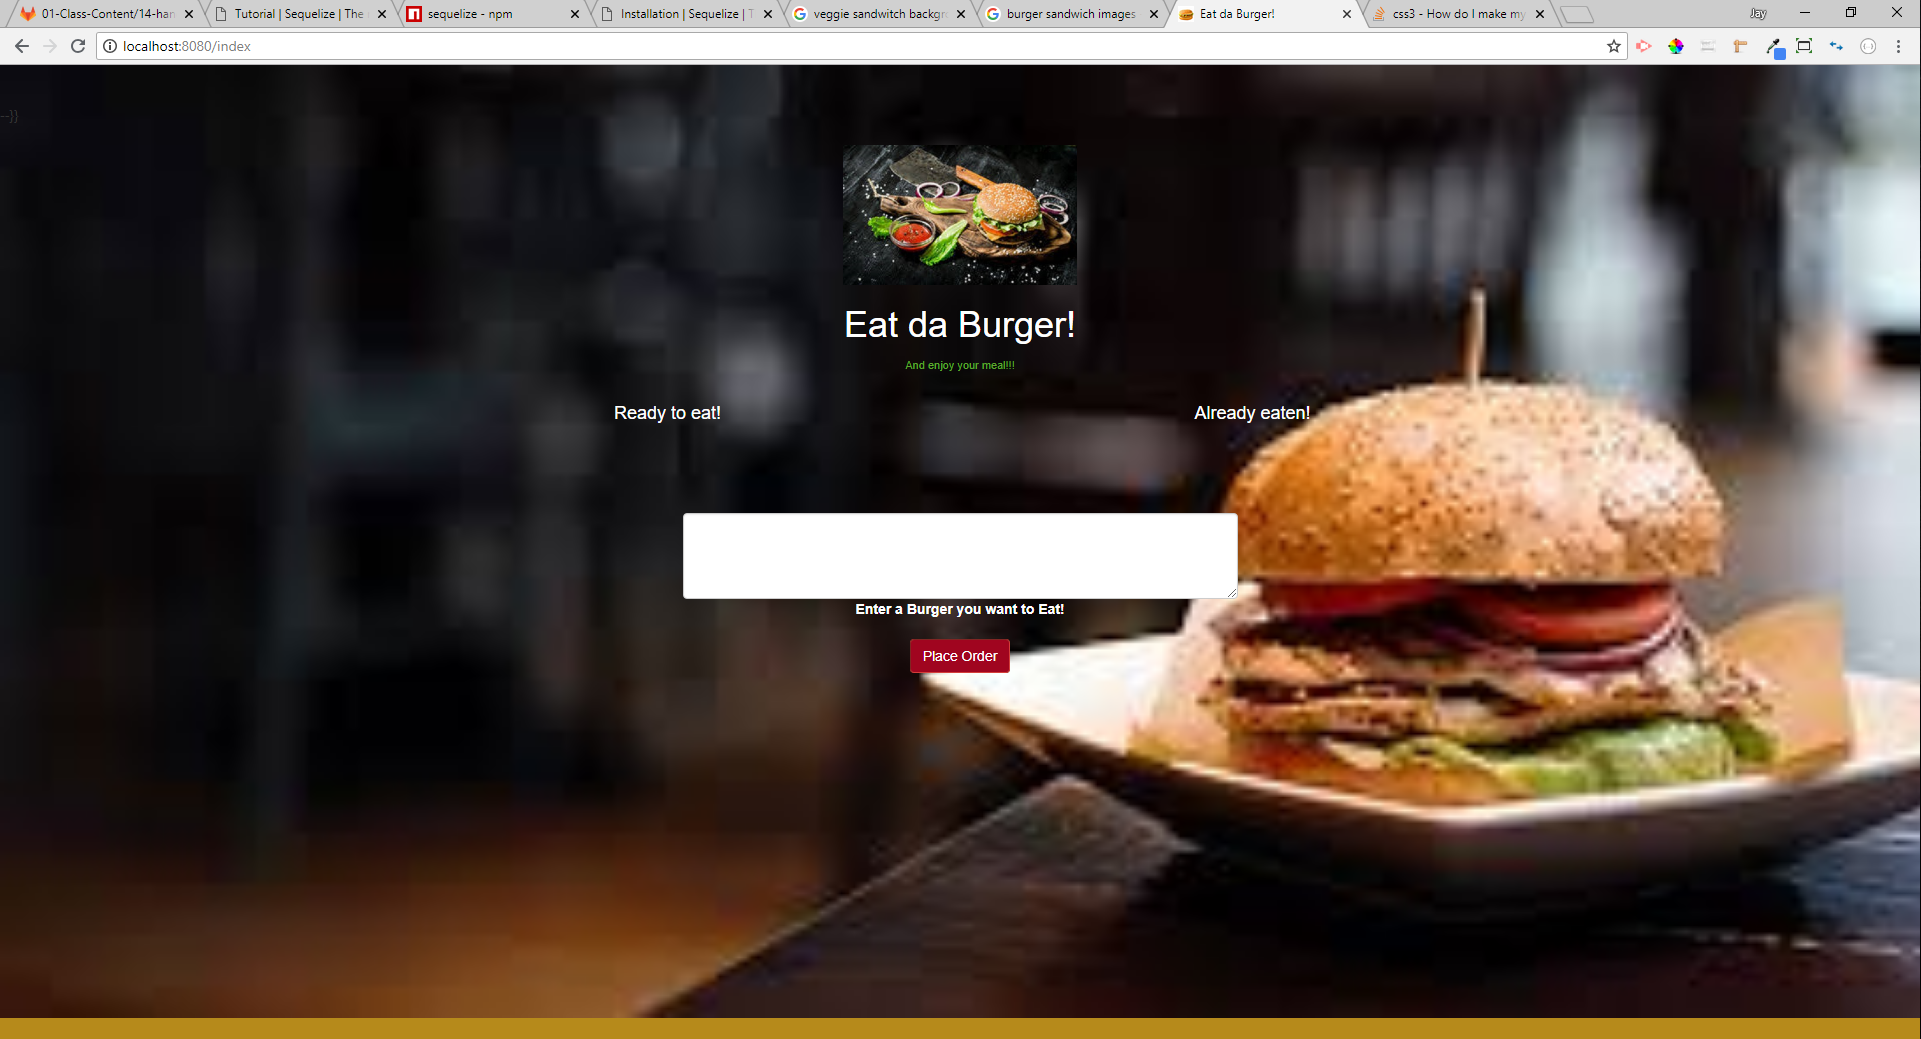 01-Class-Content/14-han
Tutorial | Sequelize | The
sequelize - npm
Installation | Sequelize | T
veggie sandwitch backgr
burger sandwich images
Eat da Burger!
css3 - How do I make my
Jay
localhost:8080/index
--}}
Eat da Burger!
And enjoy your meal!!!
Ready to eat!
Already eaten!
Enter a Burger you want to Eat!
Place Order